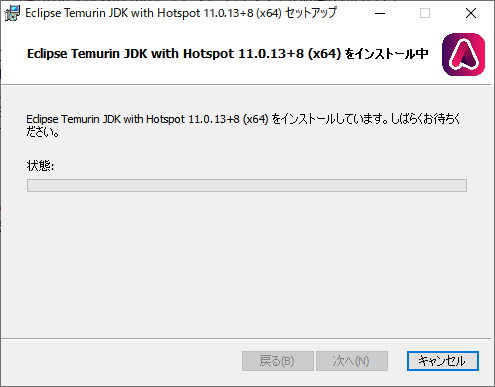 Eclipse Temurin JDK with Hotspot 11.0.13+8 (x64) セットアップ
Eclipse Temurin JDK with Hotspot 11.0.13+8 (x64) をインストール中
Eclipse Temurin JDK with Hotspot 11.0.13+8 (x64) をインストールしています。しばらくお待ちく
ださい。
状態:
戻る(B)
次へ(N)
キャンセル